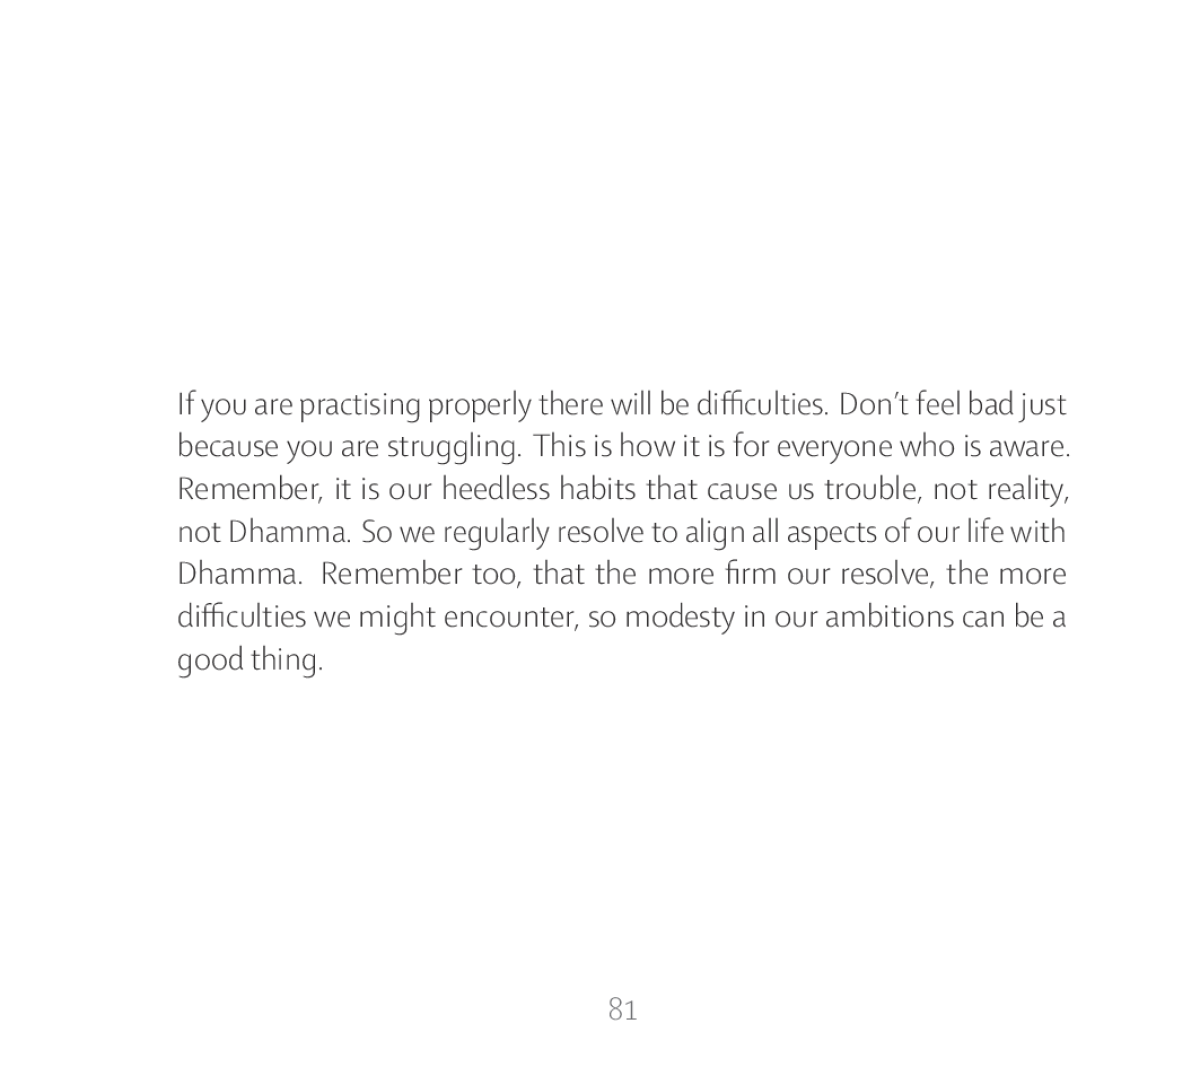 If you are practising properly there will be difficulties. Don’t feel bad just
because you are struggling. This is how it is for everyone who is aware.
Remember, it is our heedless habits that cause us trouble, not reality,
not Dhamma. So we regularly resolve to align all aspects of our life with
Dhamma. Remember too, that the more firm our resolve, the more
difficulties we might encounter, so modesty in our ambitions can be a
good thing.
81